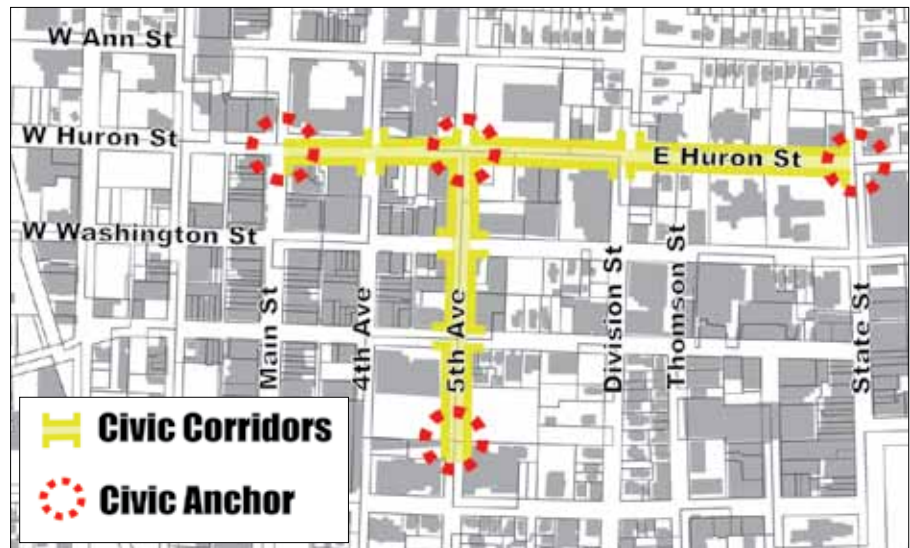 W Ann St
W Huron St
E Huron St
W Washington St
Main St
4th Ave
5th Ave
Division St
Thomson St
State St
Civic Corridors
Civic Anchor